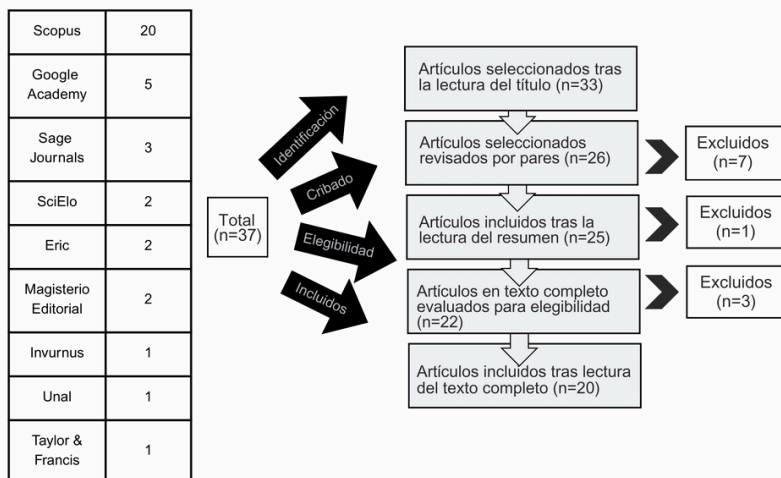 Scopus 20
Google
Academy 5
Sage
Journals 3
SciElo 2
Eric 2
Magisterio
Editorial 2
Invurnus 1
Unal 1
Taylor &
Francis 1
Total
(n=37)
Identificación
Cribado
Elegibilidad
Incluidos
Artículos seleccionados tras
la lectura del título (n=33)
Artículos seleccionados
revisados por pares (n=26)
Excluidos
(n=7)
Artículos incluidos tras la
lectura del resumen (n=25)
Excluidos
(n=1)
Artículos en texto completo
evaluados para elegibilidad
(n=22)
Excluidos
(n=3)
Artículos incluidos tras lectura
del texto completo (n=20)